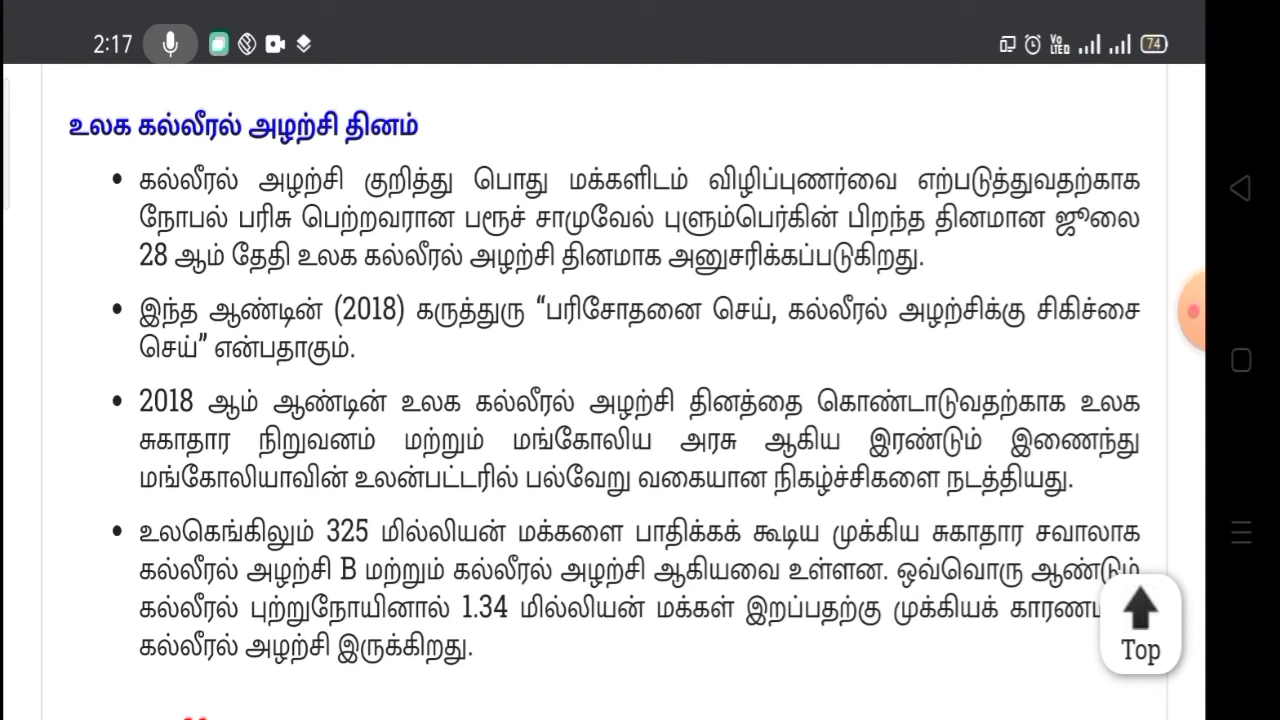 2:17
Vo LTED
74
உலக கல்லீரல் அழற்சி தினம்
• கல்லீரல் அழற்சி குறித்து பொது மக்களிடம் விழிப்புணர்வை எற்படுத்துவதற்காக
நோபல் பரிசு பெற்றவரான பரூச் சாமுவேல் புளும்பெர்கின் பிறந்த தினமான ஜூலை
28 ஆம் தேதி உலக கல்லீரல் அழற்சி தினமாக அனுசரிக்கப்படுகிறது.
• இந்த ஆண்டின் (2018) கருத்துரு “பரிசோதனை செய், கல்லீரல் அழற்சிக்கு சிகிச்சை
செய்” என்பதாகும்.
• 2018 ஆம் ஆண்டின் உலக கல்லீரல் அழற்சி தினத்தை கொண்டாடுவதற்காக உலக
சுகாதார நிறுவனம் மற்றும் மங்கோலிய அரசு ஆகிய இரண்டும் இணைந்து
மங்கோலியாவின் உலன்பட்டரில் பல்வேறு வகையான நிகழ்ச்சிகளை நடத்தியது.
• உலகெங்கிலும் 325 மில்லியன் மக்களை பாதிக்கக் கூடிய முக்கிய சுகாதார சவாலாக
கல்லீரல் அழற்சி B மற்றும் கல்லீரல் அழற்சி ஆகியவை உள்ளன. ஒவ்வொரு ஆண்டும்
கல்லீரல் புற்றுநோயினால் 1.34 மில்லியன் மக்கள் இறப்பதற்கு முக்கியக்
கல்லீரல் அழற்சி இருக்கிறது.
Top